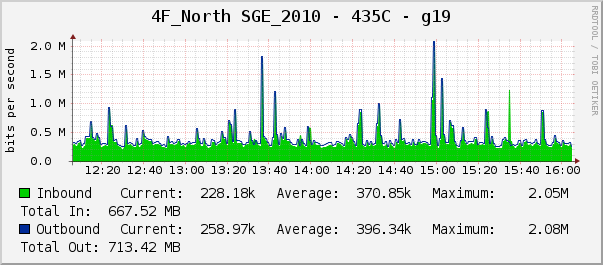 4F_North SGE_2010 - 435C - g19
RRDTOOL / TOBI OETIKER
bits per second
2.0 M
1.5 M
1.0 M
0.5 M
0.0
12:20 12:40 13:00 13:20 13:40 14:00 14:20 14:40 15:00 15:20 15:40 16:00
Inbound Current: 228.18k Average: 370.85k Maximum: 2.05M
Total In: 667.52 MB
Outbound Current: 258.97k Average: 396.34k Maximum: 2.08M
Total Out: 713.42 MB